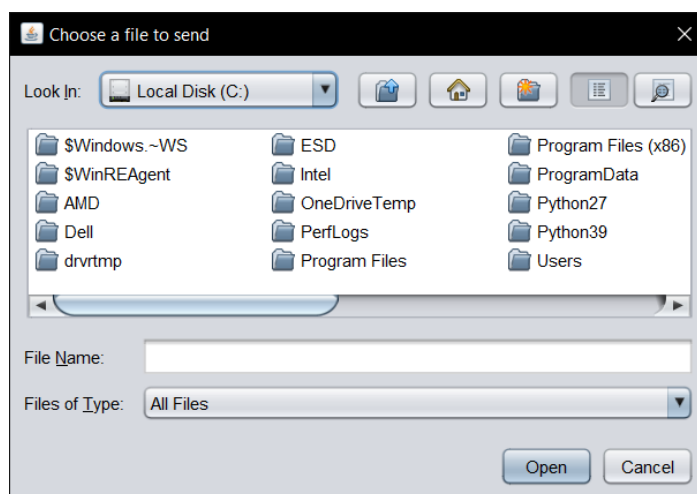 Choose a file to send
Look In: Local Disk (C:)
$Windows.~WS ESD Program Files (x86)
$WinREAgent Intel ProgramData
AMD OneDriveTemp Python27
Dell PerfLogs Python39
drvrtmp Program Files Users
File Name:
Files of Type: All Files
Open Cancel